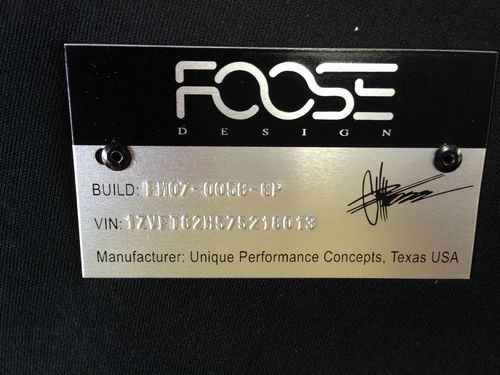 FOOSE
DESIGN
BUILD:
VIN: 1ZVFT82H575216013
Manufacturer: Unique Performance Concepts, Texas USA